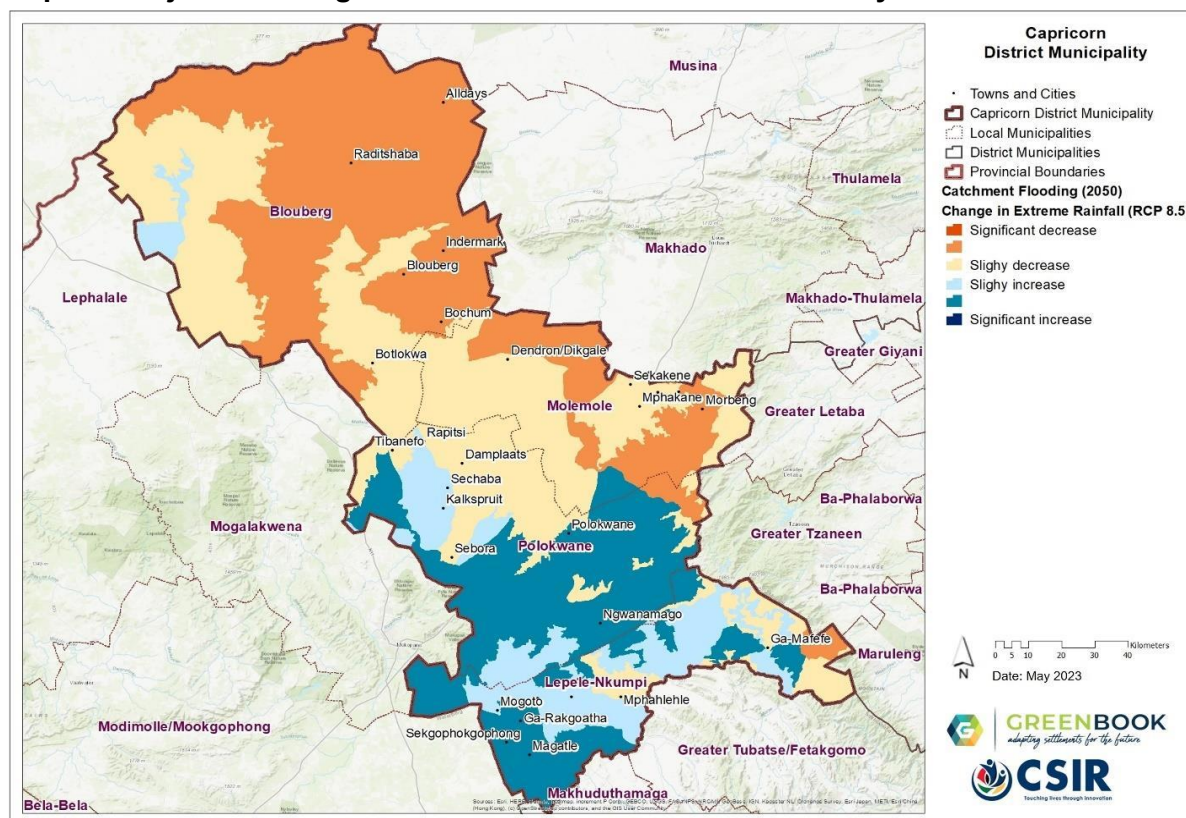 Capricorn
District Municipality
Towns and Cities
Capricorn District Municipality
Local Municipalities
District Municipalities
Provincial Boundaries
Catchment Flooding (2050)
Change in Extreme Rainfall (RCP 8.5
Significant decrease
Slighy decrease
Slighy increase
Significant increase
Musina
Alldays
Raditshaba
Thulamela
Blouberg
Makhado
Indermark
Blouberg
Lephalale
Makhado-Thulamela
Bochum
Greater Giyani
Dendron/Dikgale
Botlokwa
Sekakene
Mphakane
Molemole
Morbeng
Greater Letaba
Rapitsi
Tibanefo
Damplaats
Sechaba
Kalkspruit
Ba-Phalaborwa
Mogalakwena
Polokwane
Greater Tzaneen
Polokwane
Sebora
Ba-Phalaborwa
Ngwanamago
Ga-Mafefe
Maruleng
Lepele-Nkumpi
Mogoto
Mphahlehle
Ga-Rakgoatha
Modimolle/Mookgophong
Sekgophokgophong
Magatle
Greater Tubatse/Fetakgomo
Makhuduthamaga
Bela-Bela
Kilometers
0 5 10 20 30 40
N
Date: May 2023
GREENBOOK
adapting settlements for the future
CSIR
Touching lives through innovation